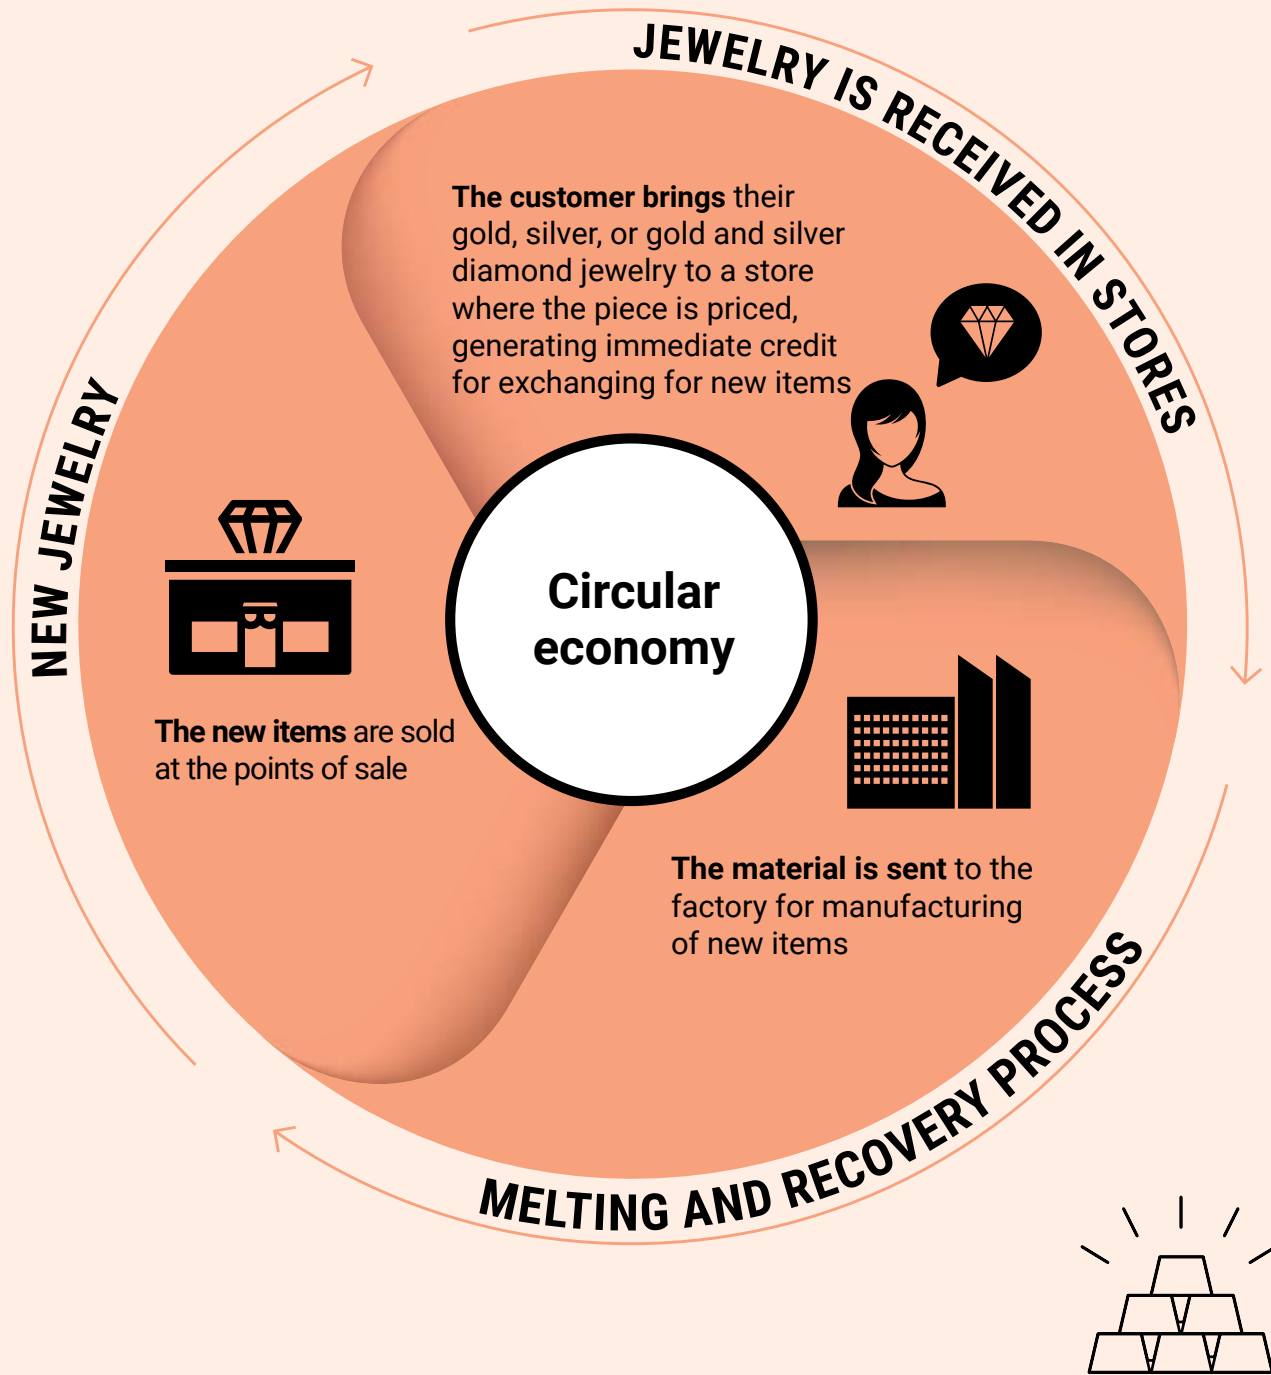 JEWELRY IS RECEIVED IN STORES
The customer brings their
gold, silver, or gold and silver
diamond jewelry to a store
where the piece is priced,
generating immediate credit
for exchanging for new items
Circular
economy
The material is sent to the
factory for manufacturing
of new items
MELTING AND RECOVERY PROCESS
NEW JEWELRY
The new items are sold
at the points of sale